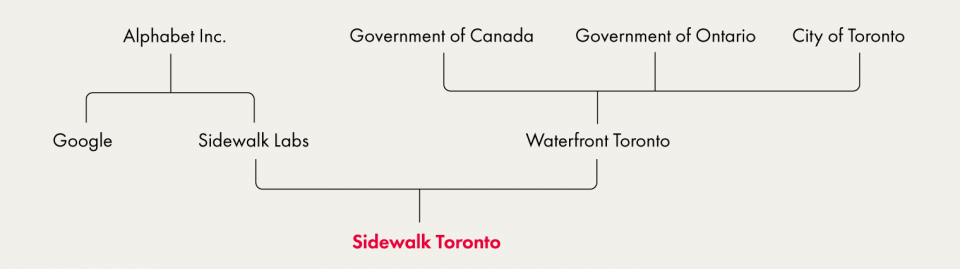 Alphabet Inc.
Government of Canada
Government of Ontario
City of Toronto
Google
Sidewalk Labs
Waterfront Toronto
Sidewalk Toronto